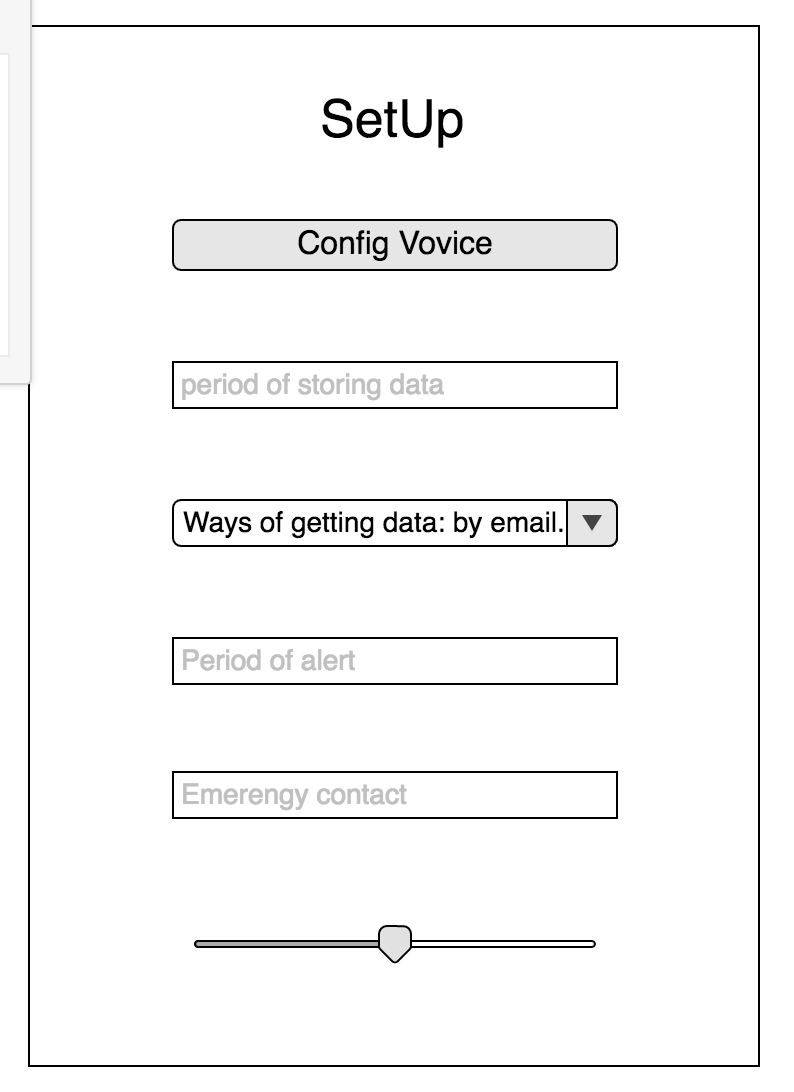 SetUp
Config Vovice
period of storing data
Ways of getting data: by email.
Period of alert
Emerengy contact